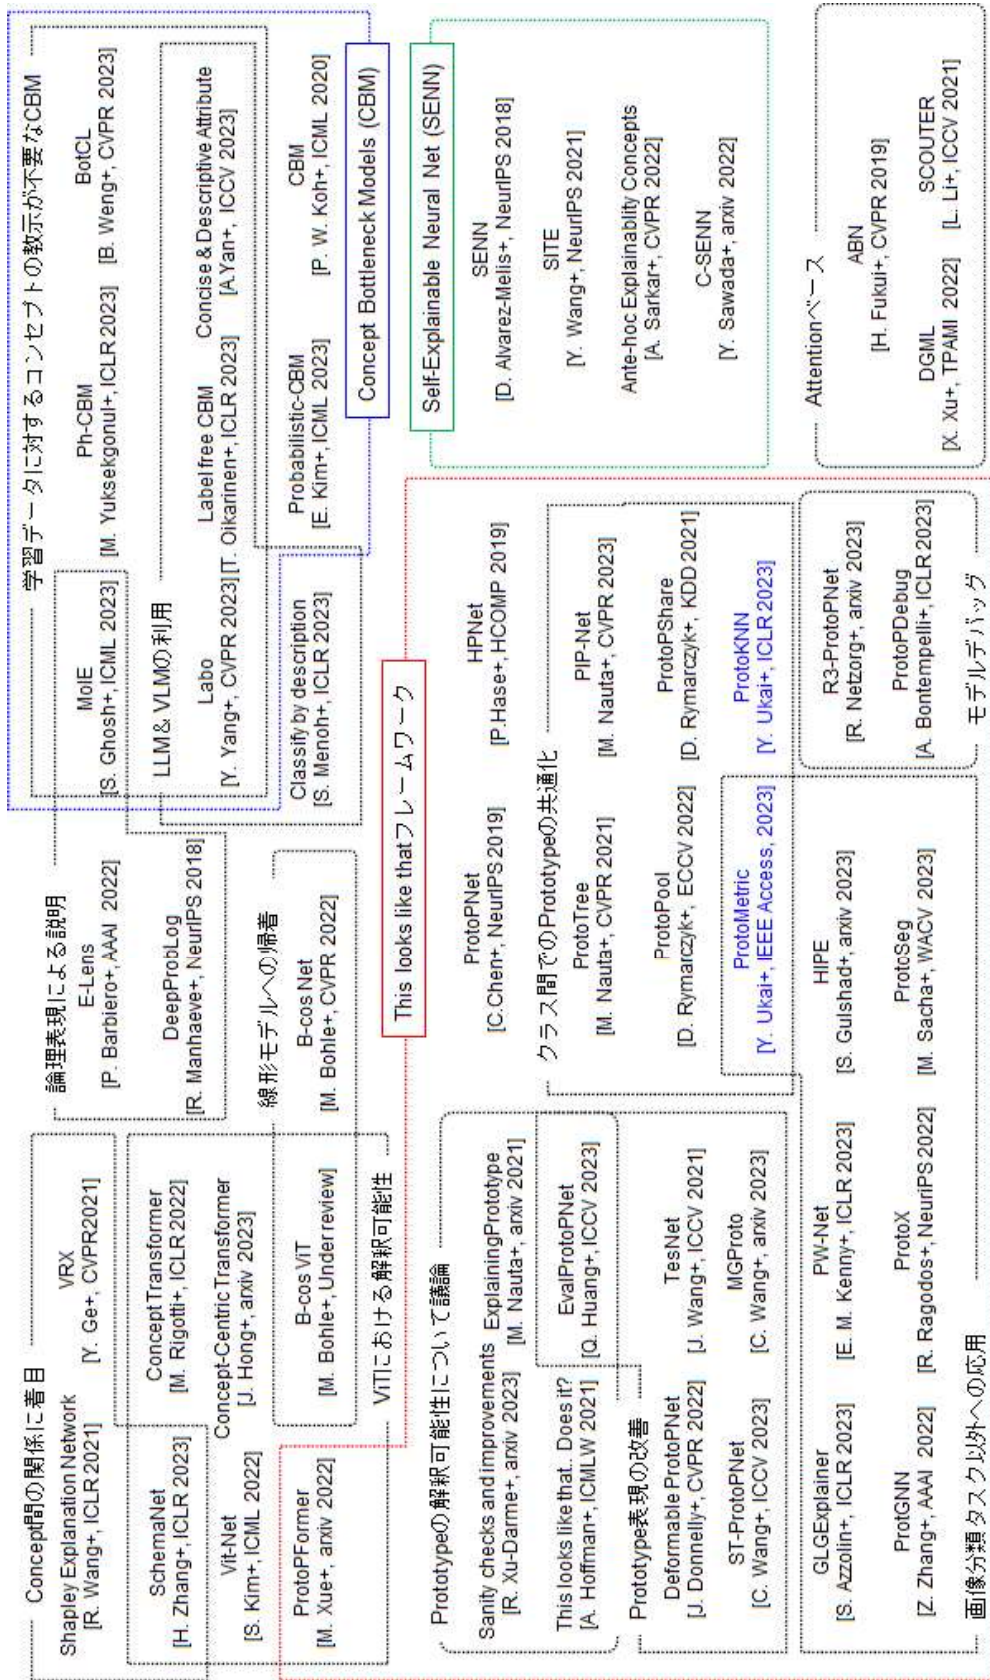 Concept間の関係に着目
Shapley Explanation Network
[R. Wang+, ICLR 2021]
VRX
[Y. Ge+, CVPR2021]
SchemaNet
[H. Zhang+, ICLR 2023]
Concept Transformer
[M. Rigotti+, ICLR 2022]
Vit-Net
[S. Kim+, ICML 2022]
Concept-Centric Transformer
[J. Hong+, arxiv 2023]
ProtoPFormer
[M. Xue+, arxiv 2022]
B-cos ViT
[M. Bohle+, Under review]
ViTにおける解釈可能性
論理表現による説明
E-Lens
[P. Barbiero+, AAAI 2022]
DeepProbLog
[R. Manhaeve+, NeurIPS 2018]
線形モデルへの帰着
B-cos Net
[M. Bohle+, CVPR 2022]
学習データに対するコンセプトの教示が不要なCBM
MoIE
[S. Ghosh+, ICML 2023]
Ph-CBM
[M. Yuksekgonul+, ICLR 2023]
BotCL
[B. Weng+, CVPR 2023]
LLM & VLMの利用
Labo
[Y. Yang+, CVPR 2023]
Label free CBM
[T. Oikarinen+, ICLR 2023]
Concise & Descriptive Attribute
[A.Yan+, ICCV 2023]
Classify by description
[S. Menoh+, ICLR 2023]
Probabilistic-CBM
[E. Kim+, ICML 2023]
CBM
[P. W. Koh+, ICML 2020]
Concept Bottleneck Models (CBM)
This looks like thatフレームワーク
Self-Explainable Neural Net (SENN)
Prototypeの解釈可能性について議論
Sanity checks and improvements
[R. Xu-Darme+, arxiv 2023]
ExplainingPrototype
[M. Nauta+, arxiv 2021]
This looks like that.. Does it?
[A. Hoffman+, ICMLW 2021]
EvalProtoPNet
[Q. Huang+, ICCV 2023]
Prototype表現の改善
Deformable ProtoPNet
[J. Donnelly+, CVPR 2022]
TesNet
[J. Wang+, ICCV 2021]
ST-ProtoPNet
[C. Wang+, ICCV 2023]
MGProto
[C. Wang+, arxiv 2023]
ProtoPNet
[C.Chen+, NeurIPS 2019]
HPNet
[P.Hase+, HCOMP 2019]
クラス間でのPrototypeの共通化
ProtoTree
[M. Nauta+, CVPR 2021]
PIP-Net
[M. Nauta+, CVPR 2023]
ProtoPool
[D. Rymarczyk+, ECCV 2022]
ProtoPShare
[D. Rymarczyk+, KDD 2021]
ProtoMetric
[Y. Ukai+, IEEE Access, 2023]
ProtoKNN
[Y. Ukai+, ICLR 2023]
GLGExplainer
[S. Azzolin+, ICLR 2023]
PW-Net
[E. M. Kenny+, ICLR 2023]
HIPE
[S. Gulshad+, arxiv 2023]
ProtGNN
[Z. Zhang+, AAAI 2022]
ProtoX
[R. Ragodos+, NeuriPS 2022]
ProtoSeg
[M. Sacha+, WACV 2023]
画像分類タスク以外への応用
R3-ProtoPNet
[R. Netzorg+, arxiv 2023]
ProtoPDebug
[A. Bontempelli+, ICLR 2023]
モデルデバッグ
SENN
[D. Alvarez-Melis+, NeurIPS 2018]
SITE
[Y. Wang+, NeurIPS 2021]
Ante-hoc Explainablity Concepts
[A. Sarkar+, CVPR 2022]
C-SENN
[Y. Sawada+, arxiv 2022]
Attentionベース
ABN
[H. Fukui+, CVPR 2019]
DGML
[X. Xu+, TPAMI 2022]
SCOUTER
[L. Li+, ICCV 2021]